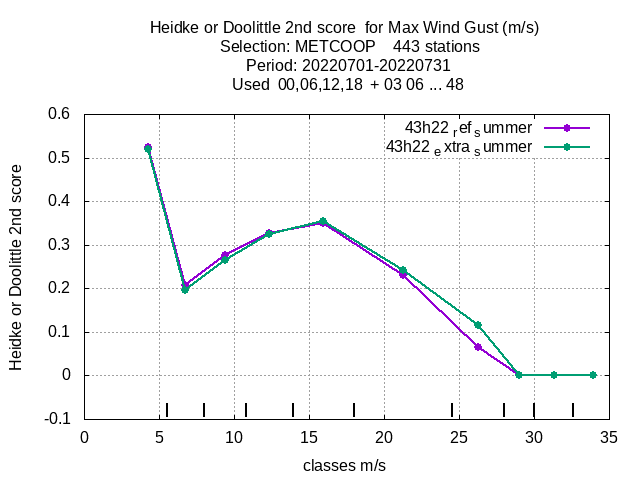 Heidke or Doolittle 2nd score  for Max Wind Gust (m/s)
Selection: METCOOP    443 stations
Period: 20220701-20220731
Used  00,06,12,18  + 03 06 ... 48
43h22 ref summer
43h22 extra summer
Heidke or Doolittle 2nd score
0.6
0.5
0.4
0.3
0.2
0.1
0
-0.1
0 5 10 15 20 25 30 35
classes m/s